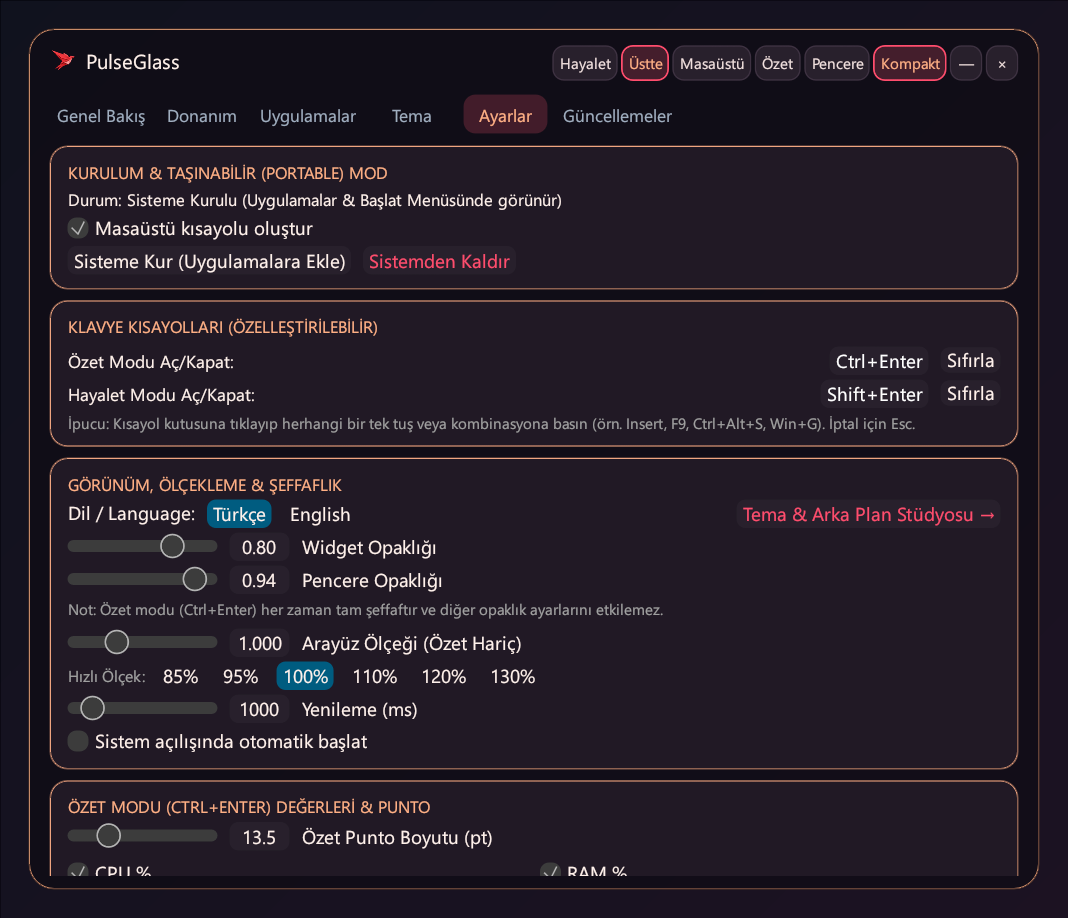 PulseGlass
Hayalet Üstte Masaüstü Özet Pencere Kompakt — ×
Genel Bakış Donanım Uygulamalar Tema Ayarlar Güncellemeler
KURULUM & TAŞINABİLİR (PORTABLE) MOD
Durum: Sisteme Kurulu (Uygulamalar & Başlat Menüsünde görünür)
Masaüstü kısayolu oluştur
Sisteme Kur (Uygulamalara Ekle) Sistemden Kaldır
KLAVYE KISAYOLLARI (ÖZELLEŞTİRİLEBİLİR)
Özet Modu Aç/Kapat: Ctrl+Enter Sıfırla
Hayalet Modu Aç/Kapat: Shift+Enter Sıfırla
İpucu: Kısayol kutusuna tıklayıp herhangi bir tek tuş veya kombinasyona basın (örn. Insert, F9, Ctrl+Alt+S, Win+G). İptal için Esc.
GÖRÜNÜM, ÖLÇEKLEME & ŞEFFAFLIK
Dil / Language: Türkçe English Tema & Arka Plan Stüdyosu →
0.80 Widget Opaklığı
0.94 Pencere Opaklığı
Not: Özet modu (Ctrl+Enter) her zaman tam şeffaftır ve diğer opaklık ayarlarını etkilemez.
1.000 Arayüz Ölçeği (Özet Hariç)
Hızlı Ölçek: 85% 95% 100% 110% 120% 130%
1000 Yenileme (ms)
Sistem açılışında otomatik başlat
ÖZET MODU (CTRL+ENTER) DEĞERLERİ & PUNTO
13.5 Özet Punto Boyutu (pt)
CPU % RAM %